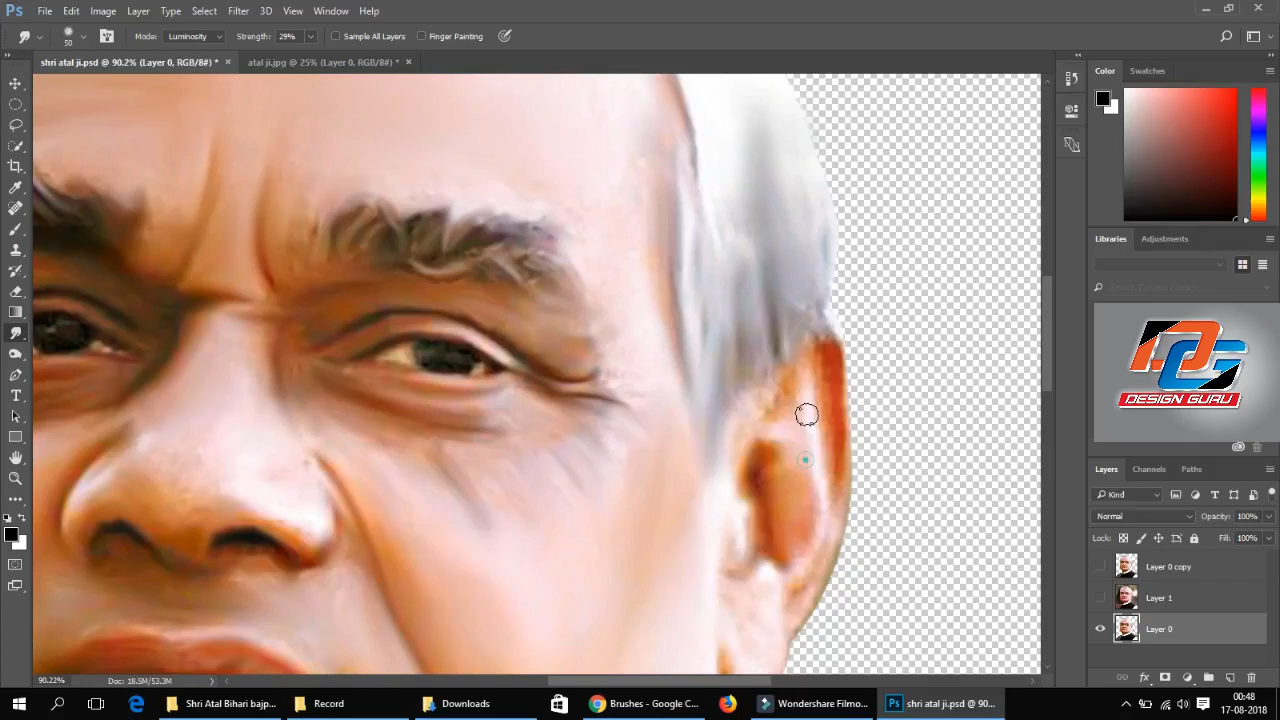 Ps File Edit Image Layer Type Select Filter 3D View Window Help
50 Mode: Luminosity Strength: 29% Sample All Layers Finger Painting
shri atal ji.psd @ 90.2% (Layer 0, RGB/8#) * × atal ji.jpg @ 25% (Layer 0, RGB/8#) * ×
Color Swatches
Libraries Adjustments
DG
DESIGN GURU
Layers Channels Paths
Kind
Normal Opacity: 100%
Lock: Fill: 100%
Layer 0 copy
Layer 1
Layer 0
fx
90.22% Doc: 18.5M/53.3M
Shri Atal Bihari bajp... Record Downloads Brushes - Google C... Wondershare Filmo... Ps shri atal ji.psd @ 90... 00:48
17-08-2018